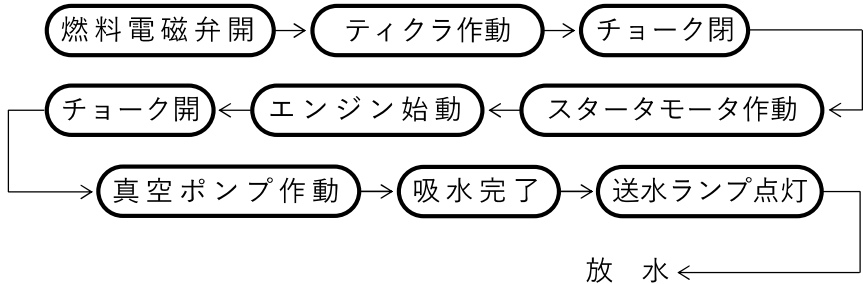 燃料電磁弁開 ティクラ作動 チョーク閉
チョーク開 エンジン始動 スタータモータ作動
真空ポンプ作動 吸水完了 送水ランプ点灯
放　水